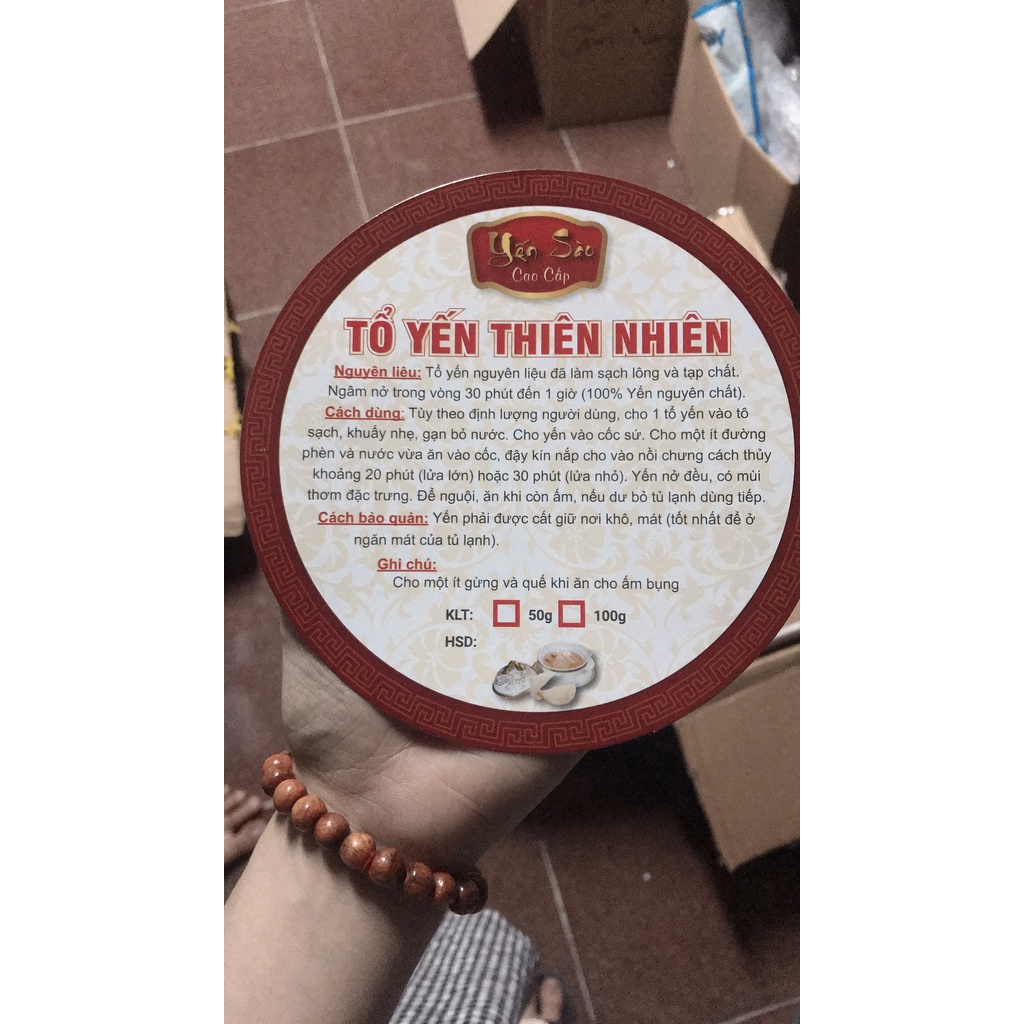 Yến Sào
Cao Cấp
TỔ YẾN THIÊN NHIÊN
Nguyên liệu: Tổ yến nguyên liệu đã làm sạch lông và tạp chất.
Ngâm nở trong vòng 30 phút đến 1 giờ (100% Yến nguyên chất).
Cách dùng: Tùy theo định lượng người dùng, cho 1 tổ yến vào tô
sạch, khuấy nhẹ, gạn bỏ nước. Cho yến vào cốc sứ. Cho một ít đường
phèn và nước vừa ăn vào cốc, đậy kín nắp cho vào nồi chưng cách thủy
khoảng 20 phút (lửa lớn) hoặc 30 phút (lửa nhỏ). Yến nở đều, có mùi
thơm đặc trưng. Để nguội, ăn khi còn ấm, nếu dư bỏ tủ lạnh dùng tiếp.
Cách bảo quản: Yến phải được cất giữ nơi khô, mát (tốt nhất để ở
ngăn mát của tủ lạnh).
Ghi chú:
Cho một ít gừng và quế khi ăn cho ấm bụng
KLT: 50g 100g
HSD: